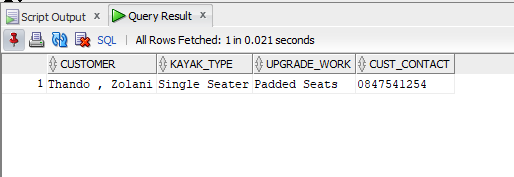 Script Output x Query Result x
SQL | All Rows Fetched: 1 in 0.021 seconds
CUSTOMER KAYAK_TYPE UPGRADE_WORK CUST_CONTACT
1 Thando , Zolani Single Seater Padded Seats 0847541254